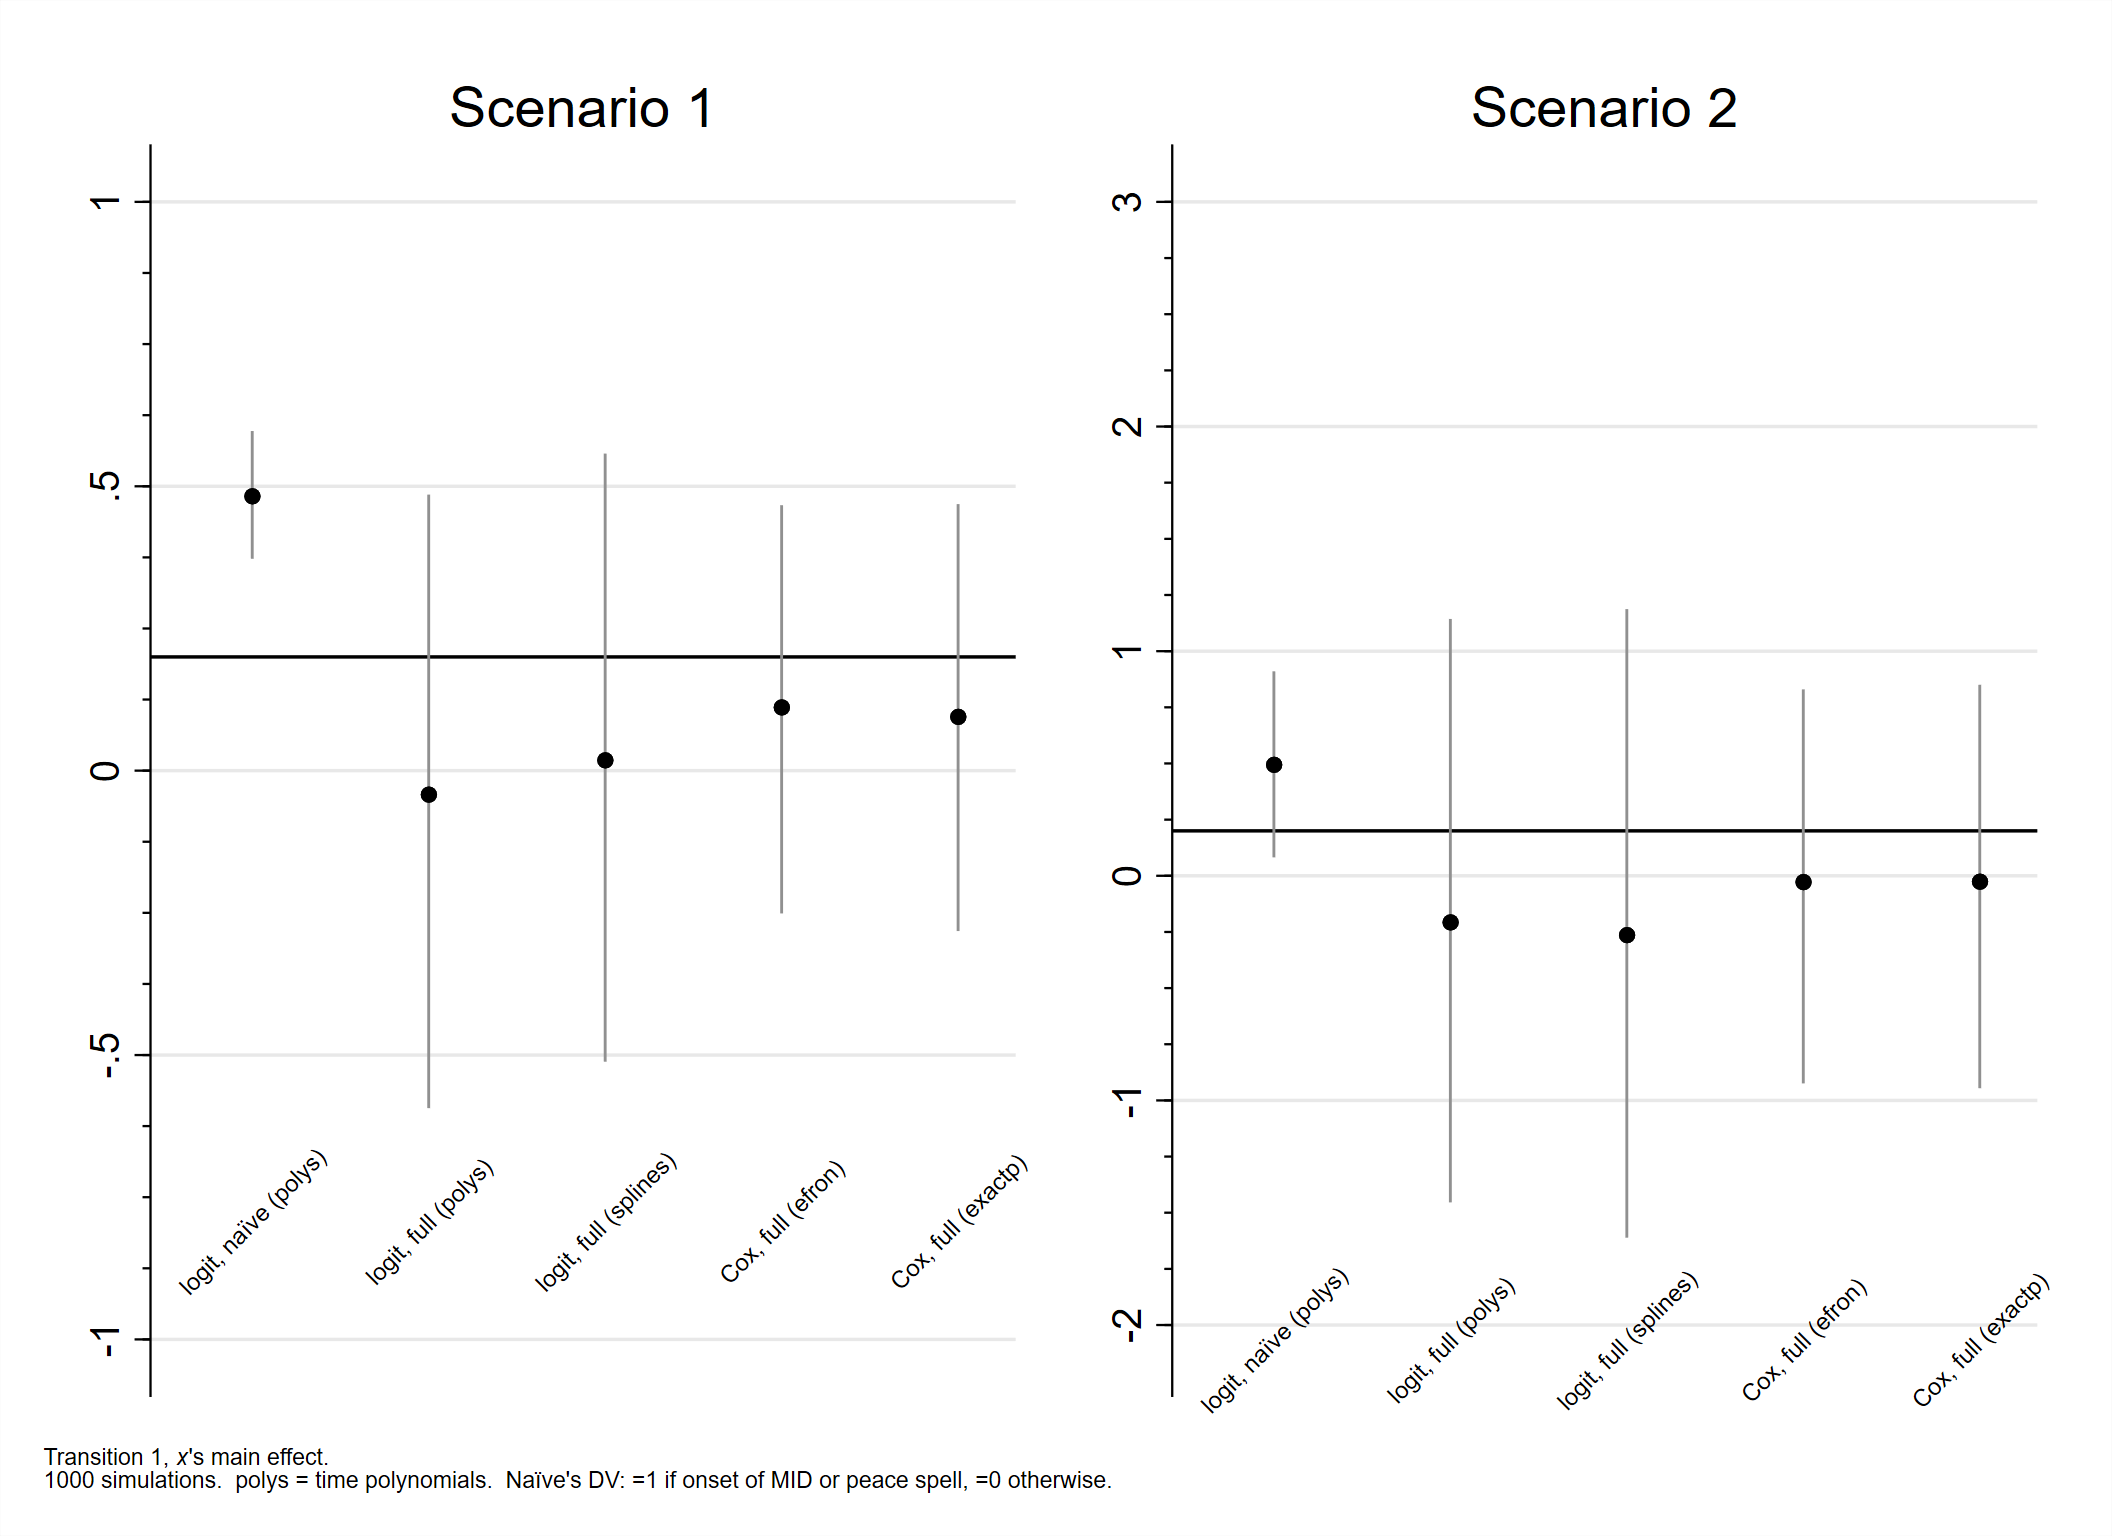 Scenario 1
1
.5
0
-.5
-1
logit, naïve (polys)
logit, full (polys)
logit, full (splines)
Cox, full (efron)
Cox, full (exactp)
Scenario 2
3
2
1
0
-1
-2
logit, naïve (polys)
logit, full (polys)
logit, full (splines)
Cox, full (efron)
Cox, full (exactp)
Transition 1, x's main effect.
1000 simulations.  polys = time polynomials.  Naïve's DV: =1 if onset of MID or peace spell, =0 otherwise.